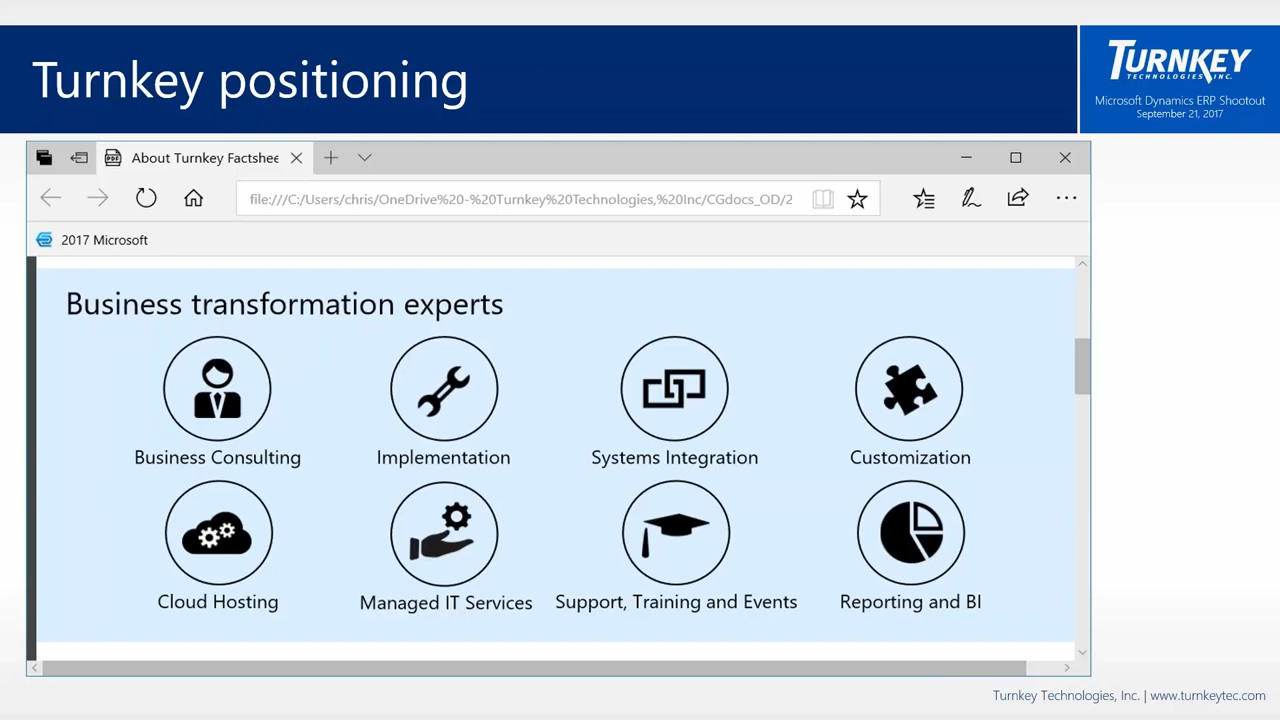 Turnkey positioning
TURNKEY
TECHNOLOGIES, INC.
Microsoft Dynamics ERP Shootout
September 21, 2017
PDF
About Turnkey Factshee
file:///C:/Users/chris/OneDrive%20-%20Turnkey%20Technologies,%20Inc/CGdocs_OD/2
2017 Microsoft
Business transformation experts
Business Consulting
Implementation
Systems Integration
Customization
Cloud Hosting
Managed IT Services
Support, Training and Events
Reporting and BI
Turnkey Technologies, Inc. | www.turnkeytec.com